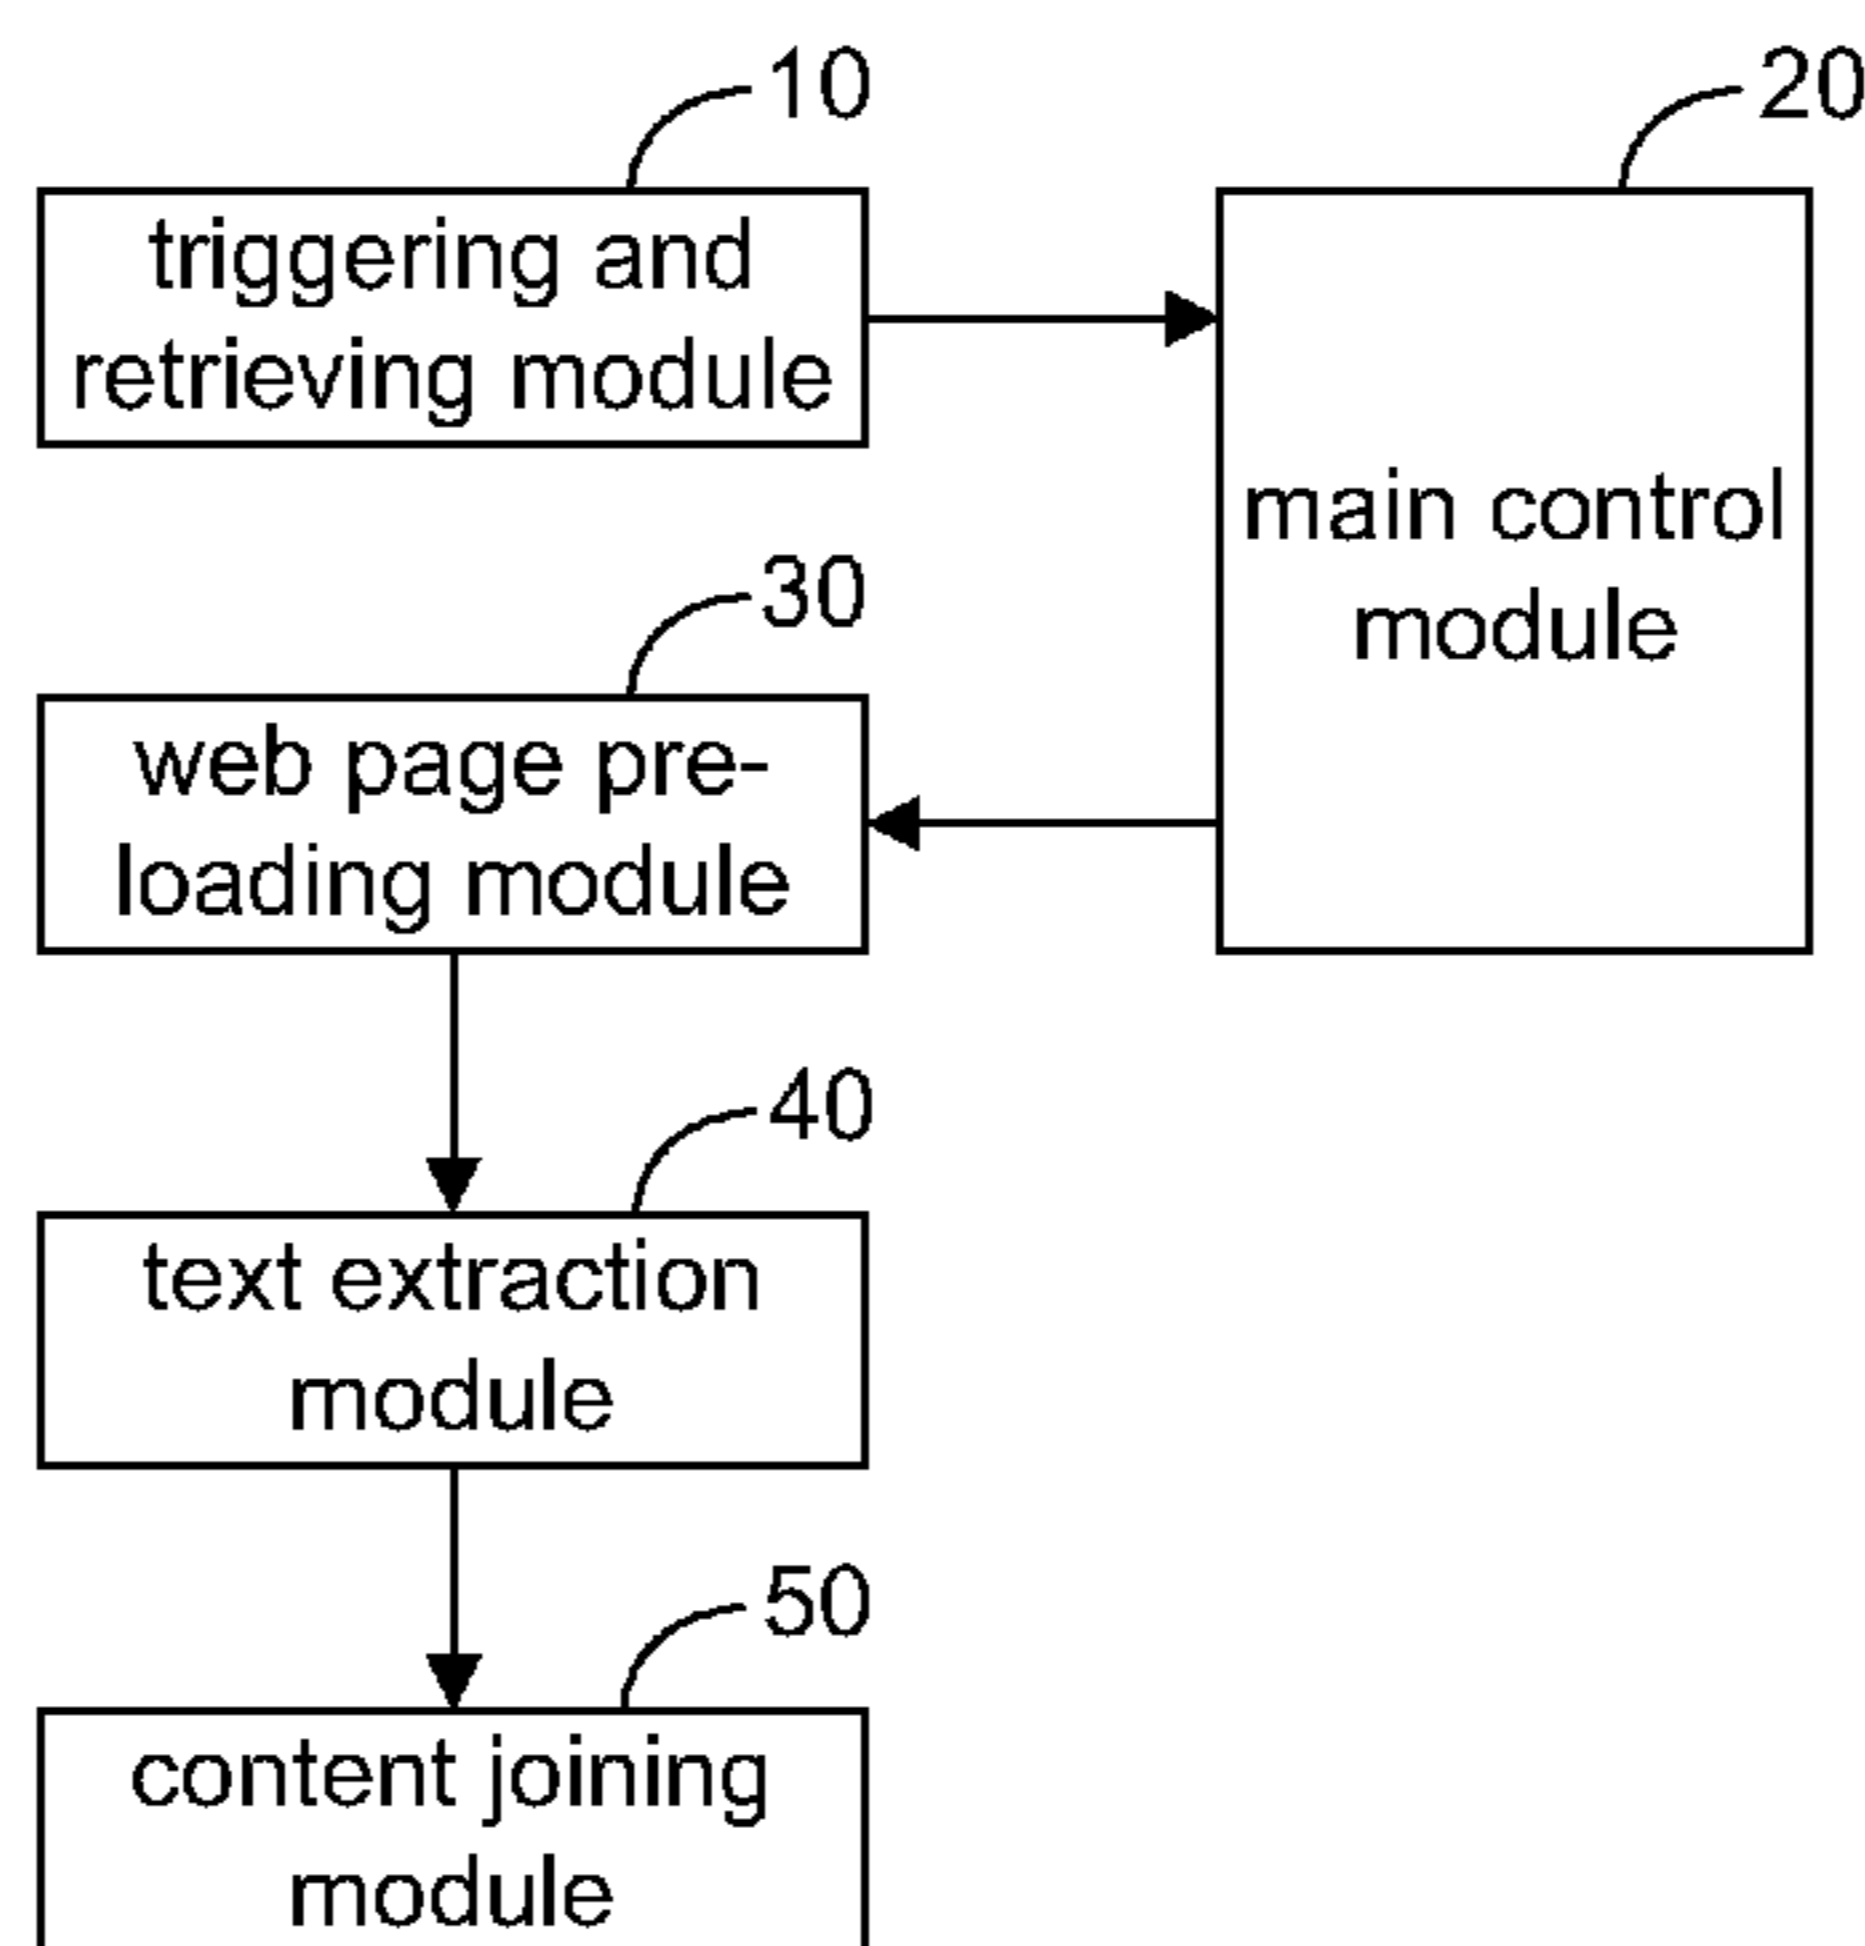 10
triggering and
retrieving module
20
main control
module
30
web page pre-
loading module
40
text extraction
module
50
content joining
module